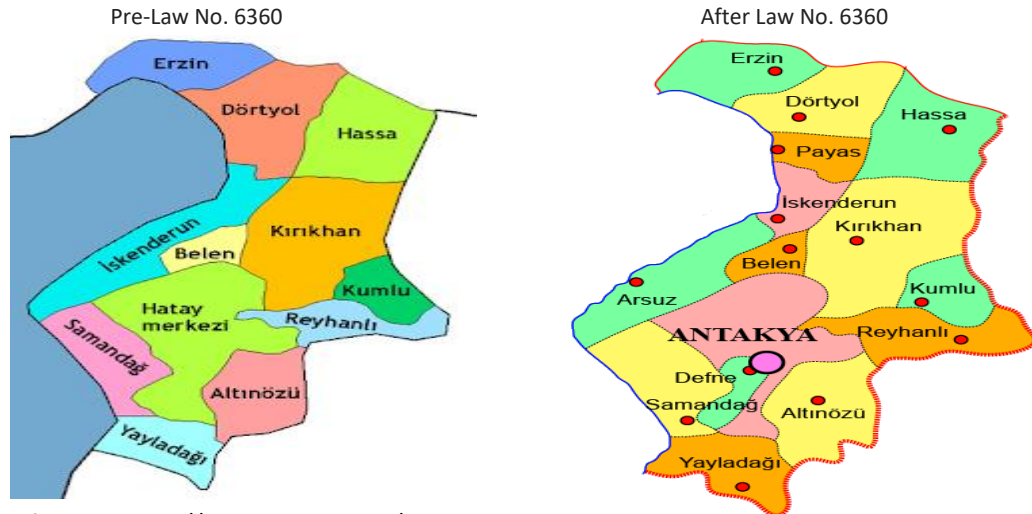 Pre-Law No. 6360
Erzin
Dörtyol
Hassa
İskenderun
Belen
Kırıkhan
Hatay
merkezi
Kumlu
Reyhanlı
Samandağ
Altınözü
Yayladağı
After Law No. 6360
Erzin
Dörtyol
Hassa
Payas
İskenderun
Kırıkhan
Belen
Arsuz
Kumlu
ANTAKYA
Reyhanlı
Defne
Samandağ
Altınözü
Yayladağı